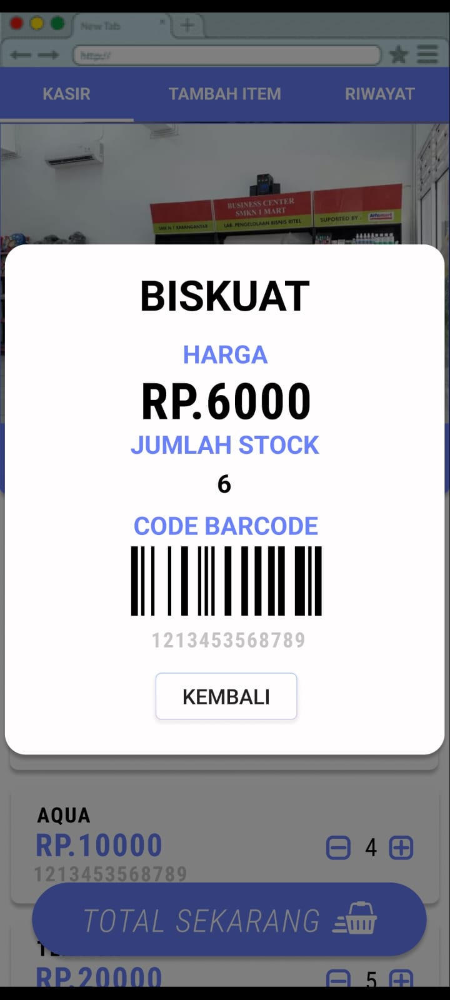 New Tab
http://
KASIR TAMBAH ITEM RIWAYAT
BUSINESS CENTER
SMKN 1 MART
SMK N 1 KARANGANYAR LAB. PENGELOLAAN BISNIS RITEL SUPORTED BY : Alfamart
BISKUAT
HARGA
RP.6000
JUMLAH STOCK
6
CODE BARCODE
1213453568789
KEMBALI
AQUA
RP.10000
4
1213453568789
TOTAL SEKARANG
RP.20000
5